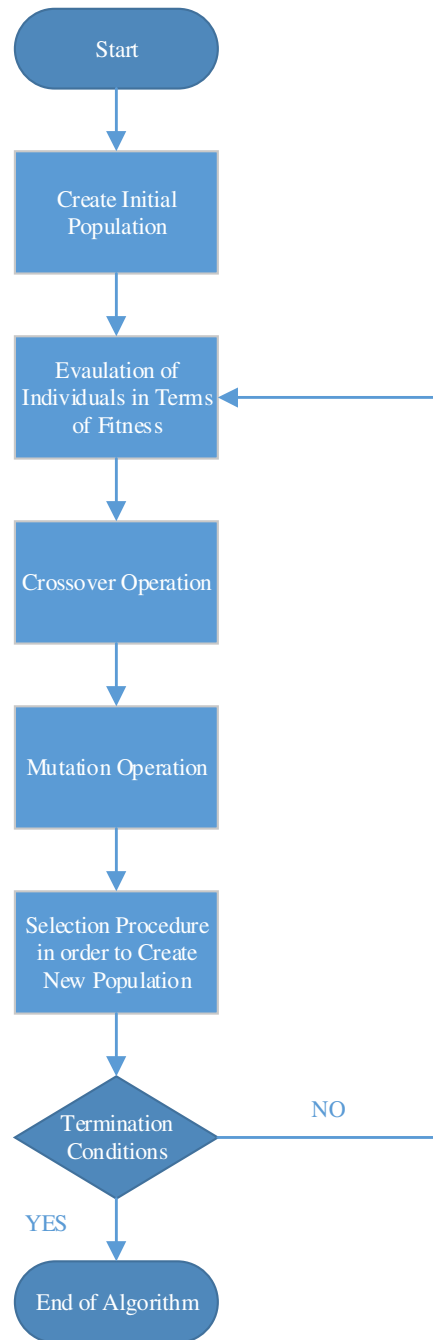 Start
Create Initial
Population
Evaulation of
Individuals in Terms
of Fitness
Crossover Operation
Mutation Operation
Selection Procedure
in order to Create
New Population
Termination
Conditions
NO
YES
End of Algorithm